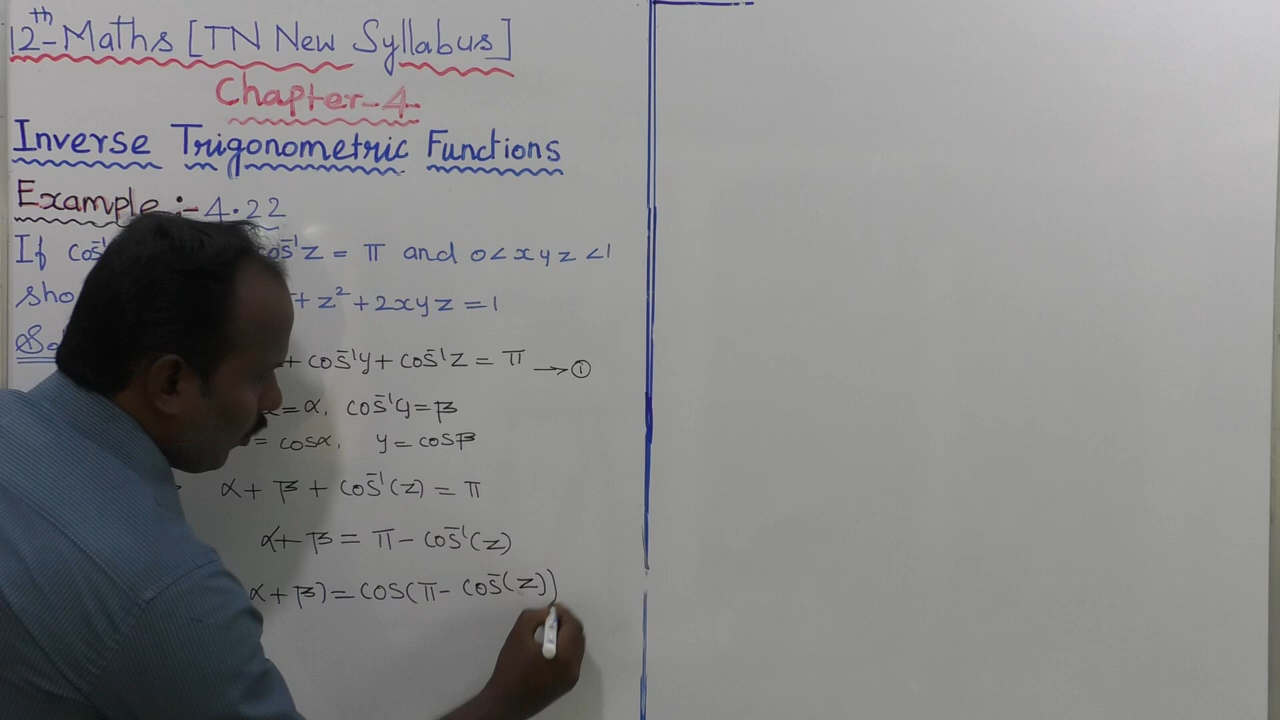 12th-Maths [TN New Syllabus]
Chapter-4
Inverse Trigonometric Functions
Example :- 4.22
If cos⁻¹ cos⁻¹z = π and 0<xyz<1
+ z² + 2xyz = 1
+ cos⁻¹y + cos⁻¹z = π → ①
= α, cos⁻¹y = β
= cosα, y = cosβ
α + β + cos⁻¹(z) = π
α + β = π - cos⁻¹(z)
α + β) = cos(π - cos⁻(z))